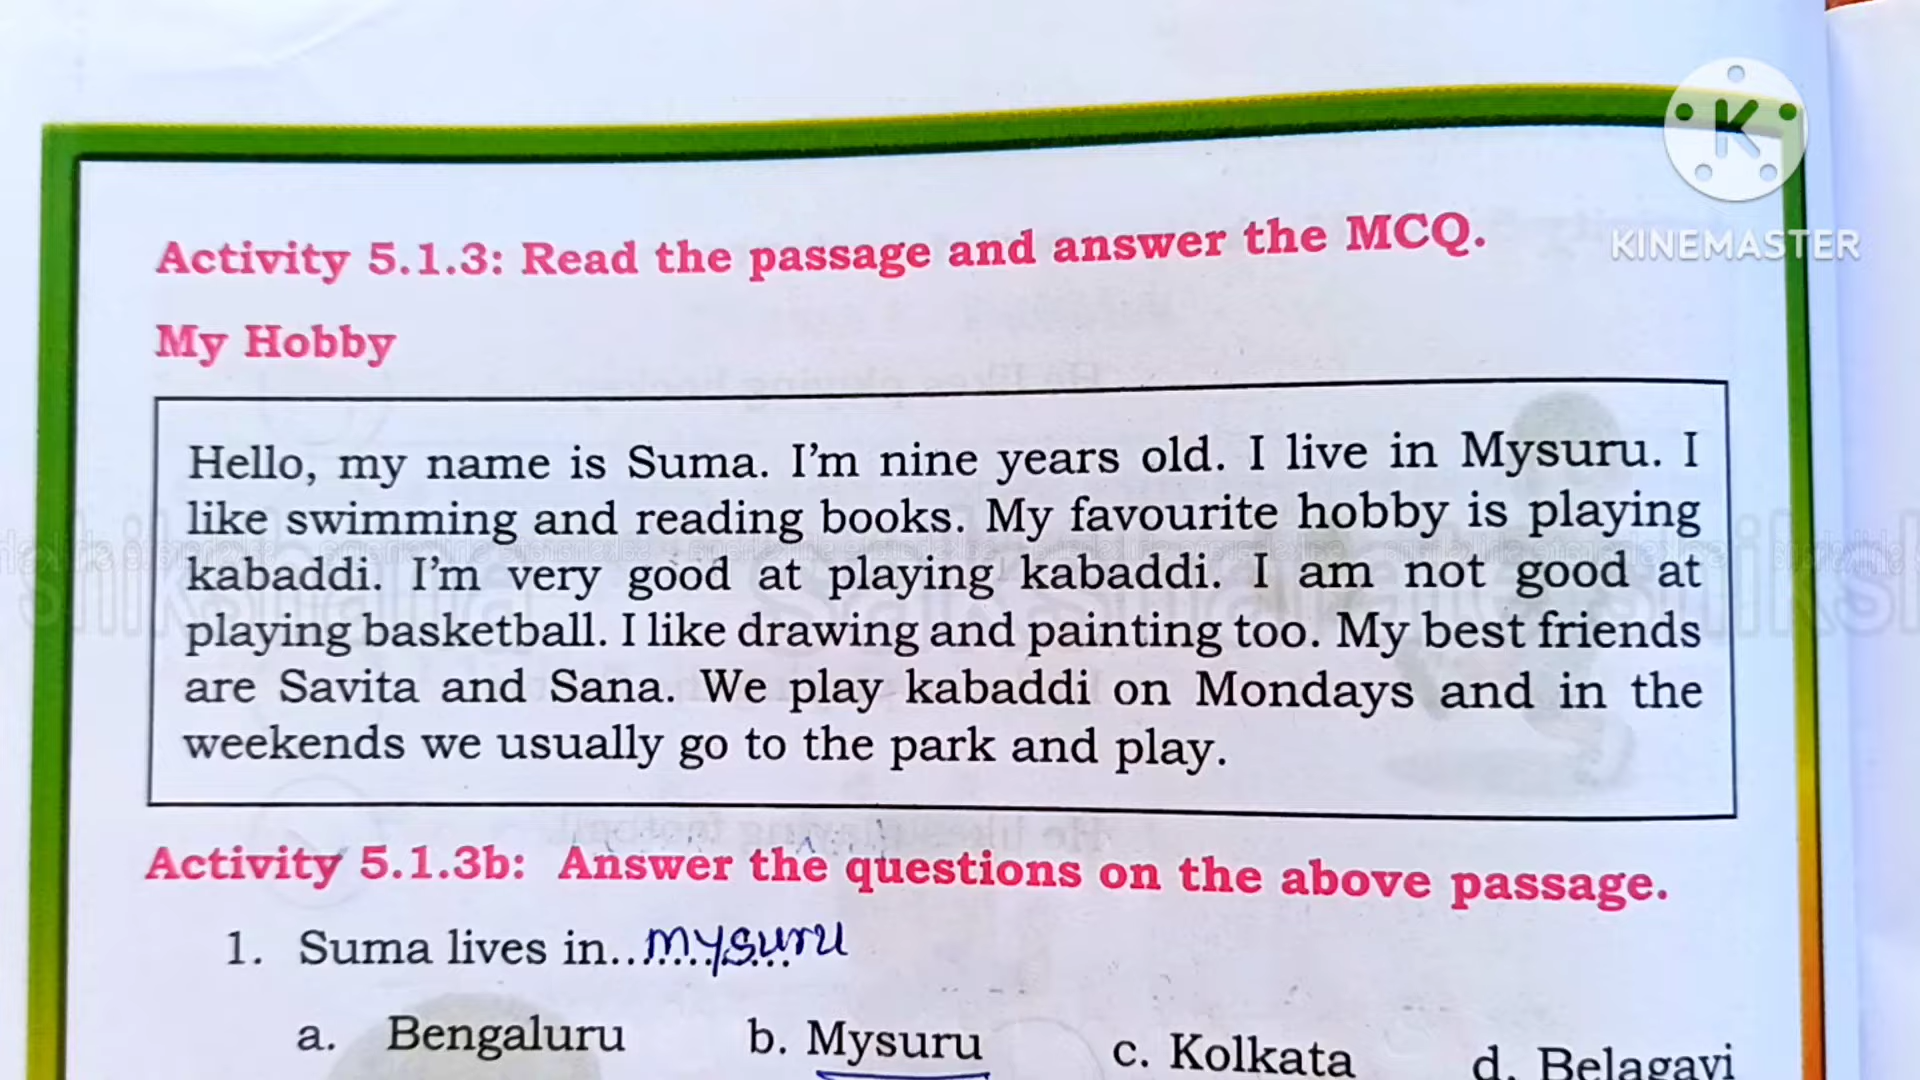 KINEMASTER
Activity 5.1.3: Read the passage and answer the MCQ.
My Hobby
Hello, my name is Suma. I'm nine years old. I live in Mysuru. I
like swimming and reading books. My favourite hobby is playing
kabaddi. I'm very good at playing kabaddi. I am not good at
playing basketball. I like drawing and painting too. My best friends
are Savita and Sana. We play kabaddi on Mondays and in the
weekends we usually go to the park and play.
Activity 5.1.3b: Answer the questions on the above passage.
1. Suma lives in..mysuru
a. Bengaluru b. Mysuru c. Kolkata d. Belagavi